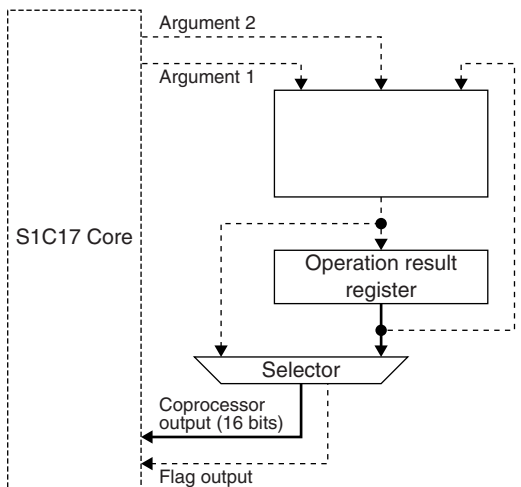 Argument 2
Argument 1
S1C17 Core
Operation result
register
Selector
Coprocessor
output (16 bits)
Flag output